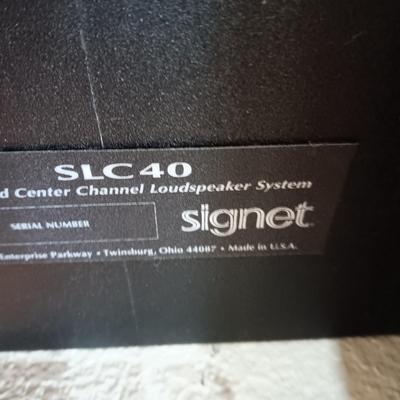 SLC40
Center Channel Loudspeaker System
SERIAL NUMBER
signet
Enterprise Parkway • Twinsburg, Ohio 44087 • Made in U.S.A.